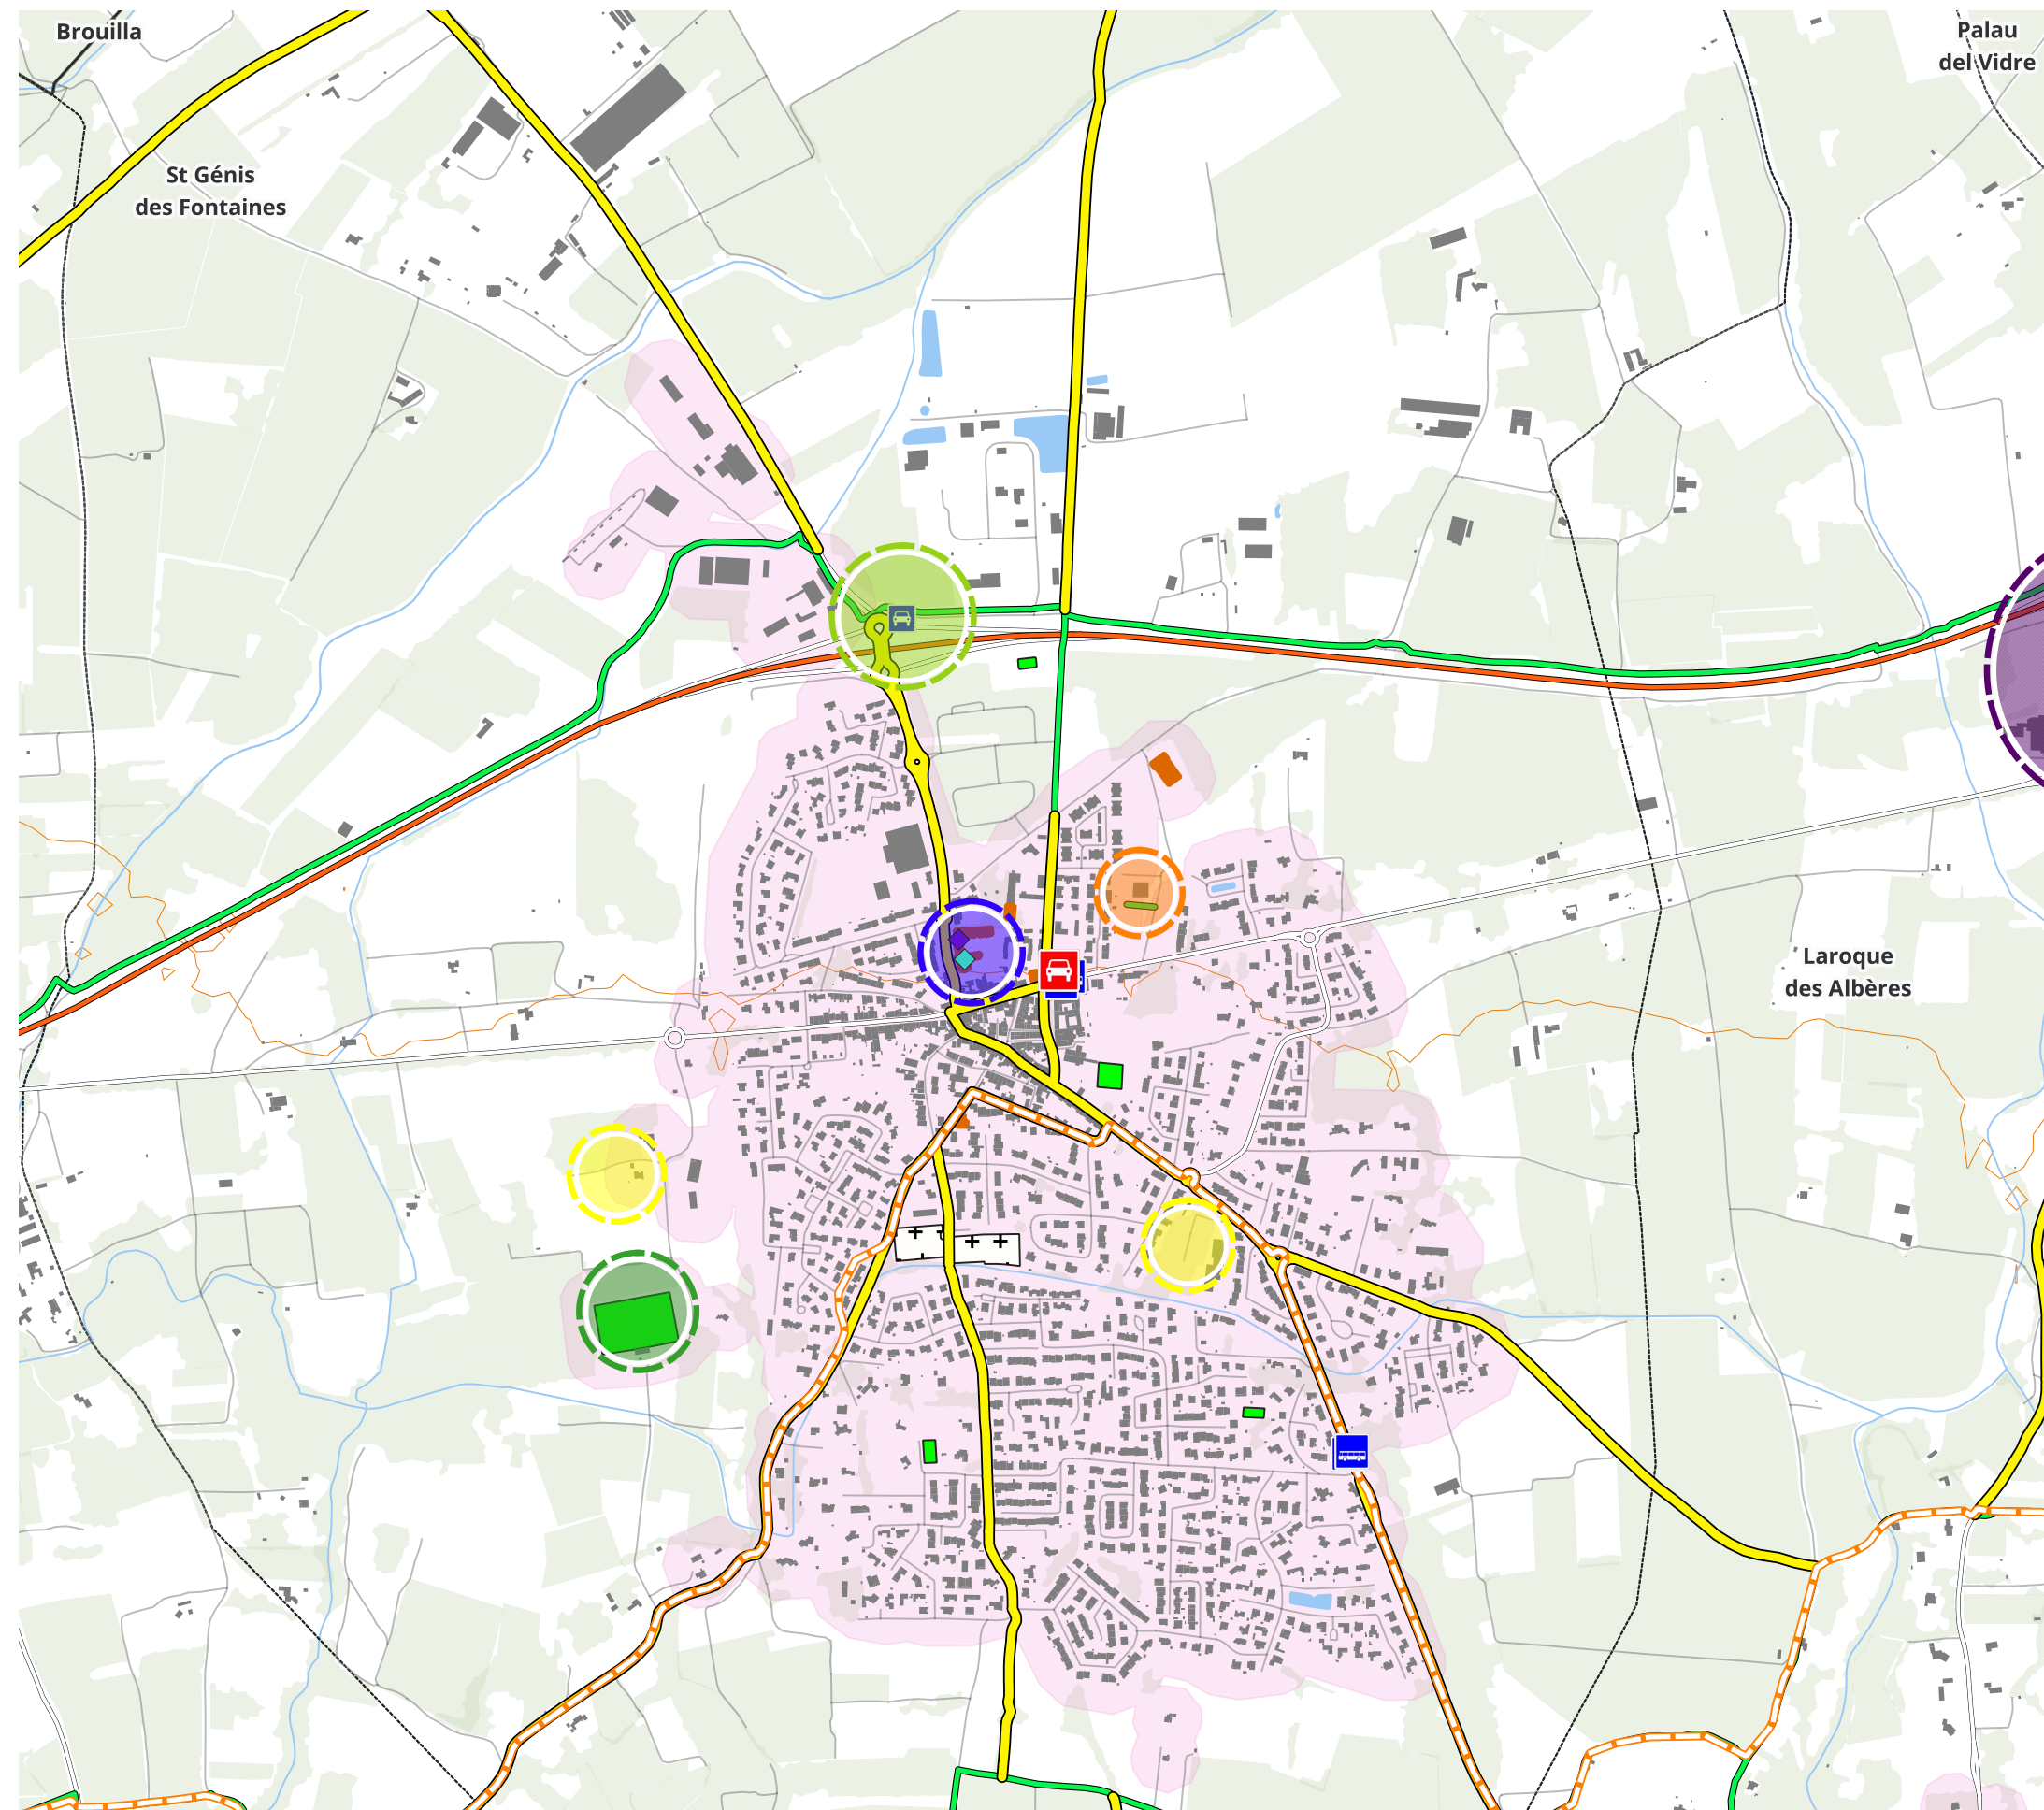 Brouilla
Palau
del Vidre
St Génis
des Fontaines
Laroque
des Albères